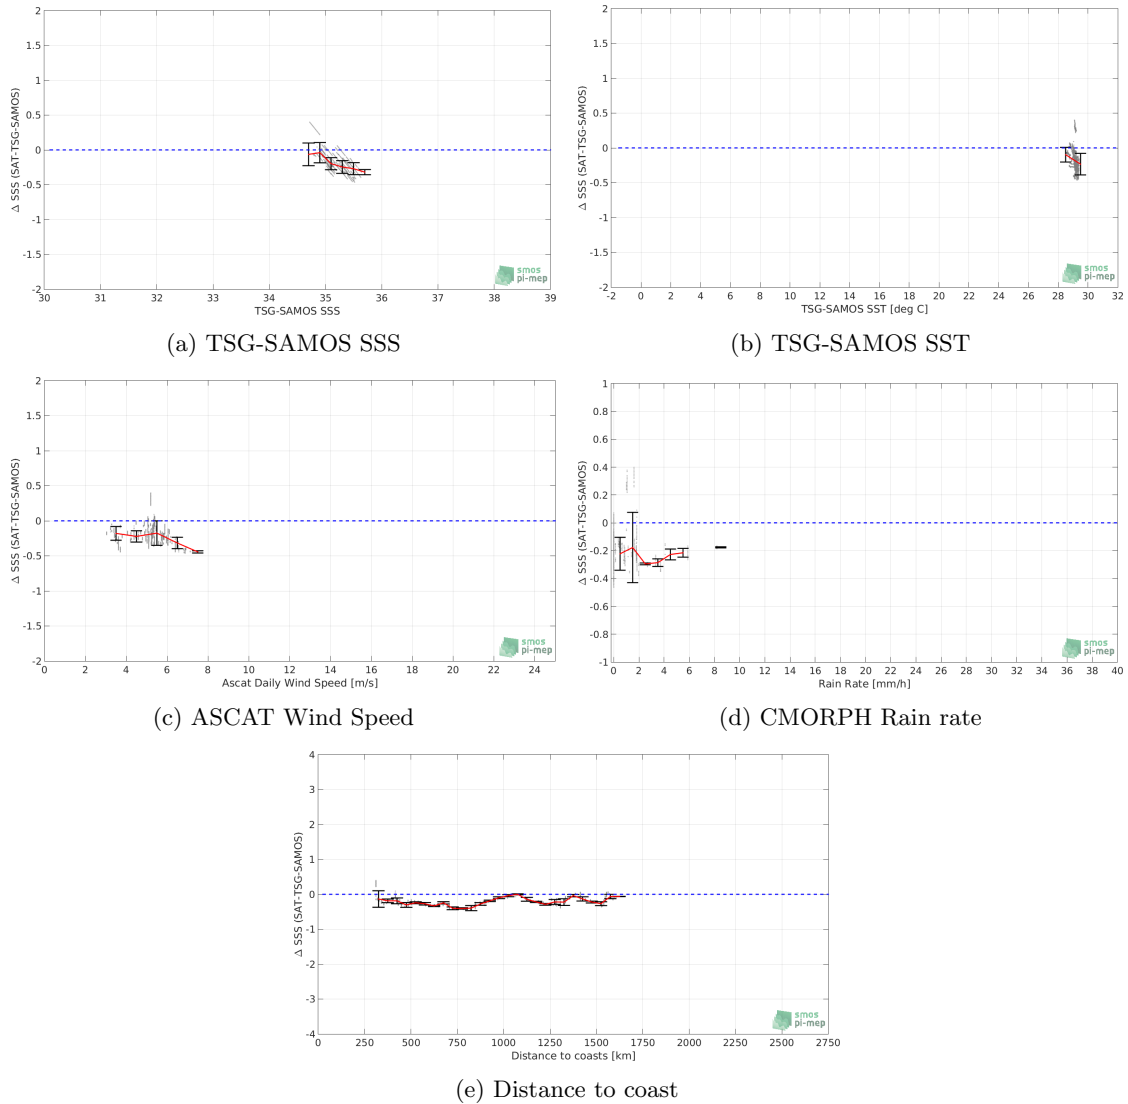 2
1.5
1
0.5
0
-0.5
-1
-1.5
-2
Δ SSS (SAT-TSG-SAMOS)
30 31 32 33 34 35 36 37 38 39
TSG-SAMOS SSS
smos
pi-mep
(a) TSG-SAMOS SSS
2
1.5
1
0.5
0
-0.5
-1
-1.5
-2
Δ SSS (SAT-TSG-SAMOS)
-2 0 2 4 6 8 10 12 14 16 18 20 22 24 26 28 30 32
TSG-SAMOS SST [deg C]
smos
pi-mep
(b) TSG-SAMOS SST
2
1.5
1
0.5
0
-0.5
-1
-1.5
-2
Δ SSS (SAT-TSG-SAMOS)
0 2 4 6 8 10 12 14 16 18 20 22 24
Ascat Daily Wind Speed [m/s]
smos
pi-mep
(c) ASCAT Wind Speed
1
0.8
0.6
0.4
0.2
0
-0.2
-0.4
-0.6
-0.8
-1
Δ SSS (SAT-TSG-SAMOS)
0 2 4 6 8 10 12 14 16 18 20 22 24 26 28 30 32 34 36 38 40
Rain Rate [mm/h]
smos
pi-mep
(d) CMORPH Rain rate
4
3
2
1
0
-1
-2
-3
-4
Δ SSS (SAT-TSG-SAMOS)
0 250 500 750 1000 1250 1500 1750 2000 2250 2500 2750
Distance to coasts [km]
smos
pi-mep
(e) Distance to coast